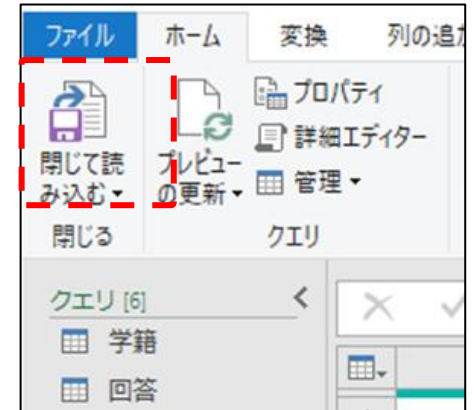 ファイル ホーム 変換 列の追
閉じて読
み込む
プレビュー
の更新
プロパティ
詳細エディター
管理
閉じる クエリ
クエリ [6]
学籍
回答